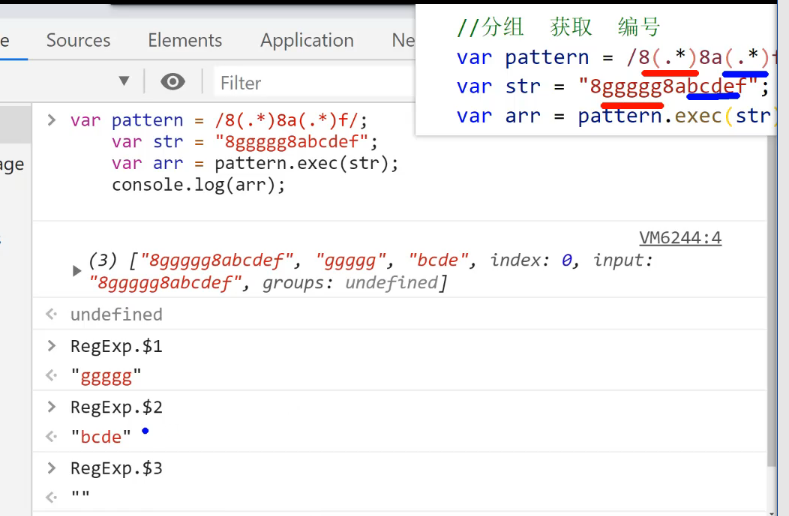 //分组 获取 编号
var pattern = /8(.*)8a(.*)f
var str = "8ggggg8abcdef";
var arr = pattern.exec(str)
e Sources Elements Application Ne
▼ Filter
> var pattern = /8(.*)8a(.*)f/;
var str = "8ggggg8abcdef";
var arr = pattern.exec(str);
console.log(arr);
VM6244:4
(3) ["8ggggg8abcdef", "ggggg", "bcde", index: 0, input:
"8ggggg8abcdef", groups: undefined]
age
undefined
> RegExp.$1
"ggggg"
> RegExp.$2
"bcde"
> RegExp.$3
""